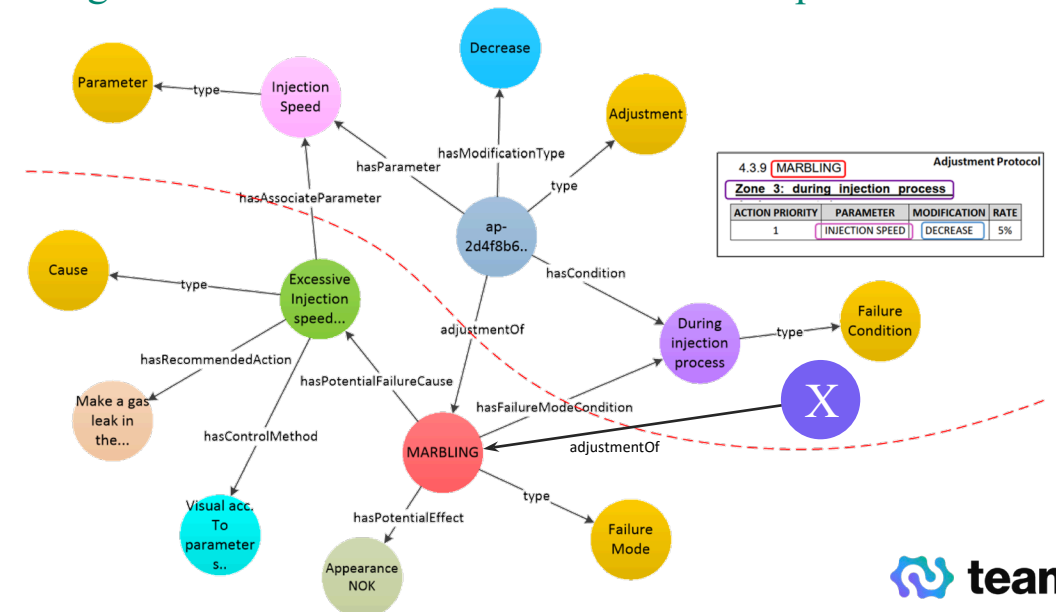 Decrease
Parameter
type
Injection
Speed
Adjustment
hasModificationType
hasParameter
type
4.3.9 MARBLING
Adjustment Protocol
Zone 3: during injection process
ACTION PRIORITY PARAMETER MODIFICATION RATE
1 INJECTION SPEED DECREASE 5%
hasAssociateParameter
ap-
2d4f8b6..
Cause
type
Excessive
Injection
speed...
hasCondition
adjustmentOf
During
injection
process
type
Failure
Condition
hasRecommendedAction
hasPotentialFailureCause
Make a gas
leak in
the...
hasFailureModeCondition
X
hasControlMethod
MARBLING
adjustmentOf
Visual acc.
To
parameter
s..
type
hasPotentialEffect
Failure
Mode
Appearance
NOK